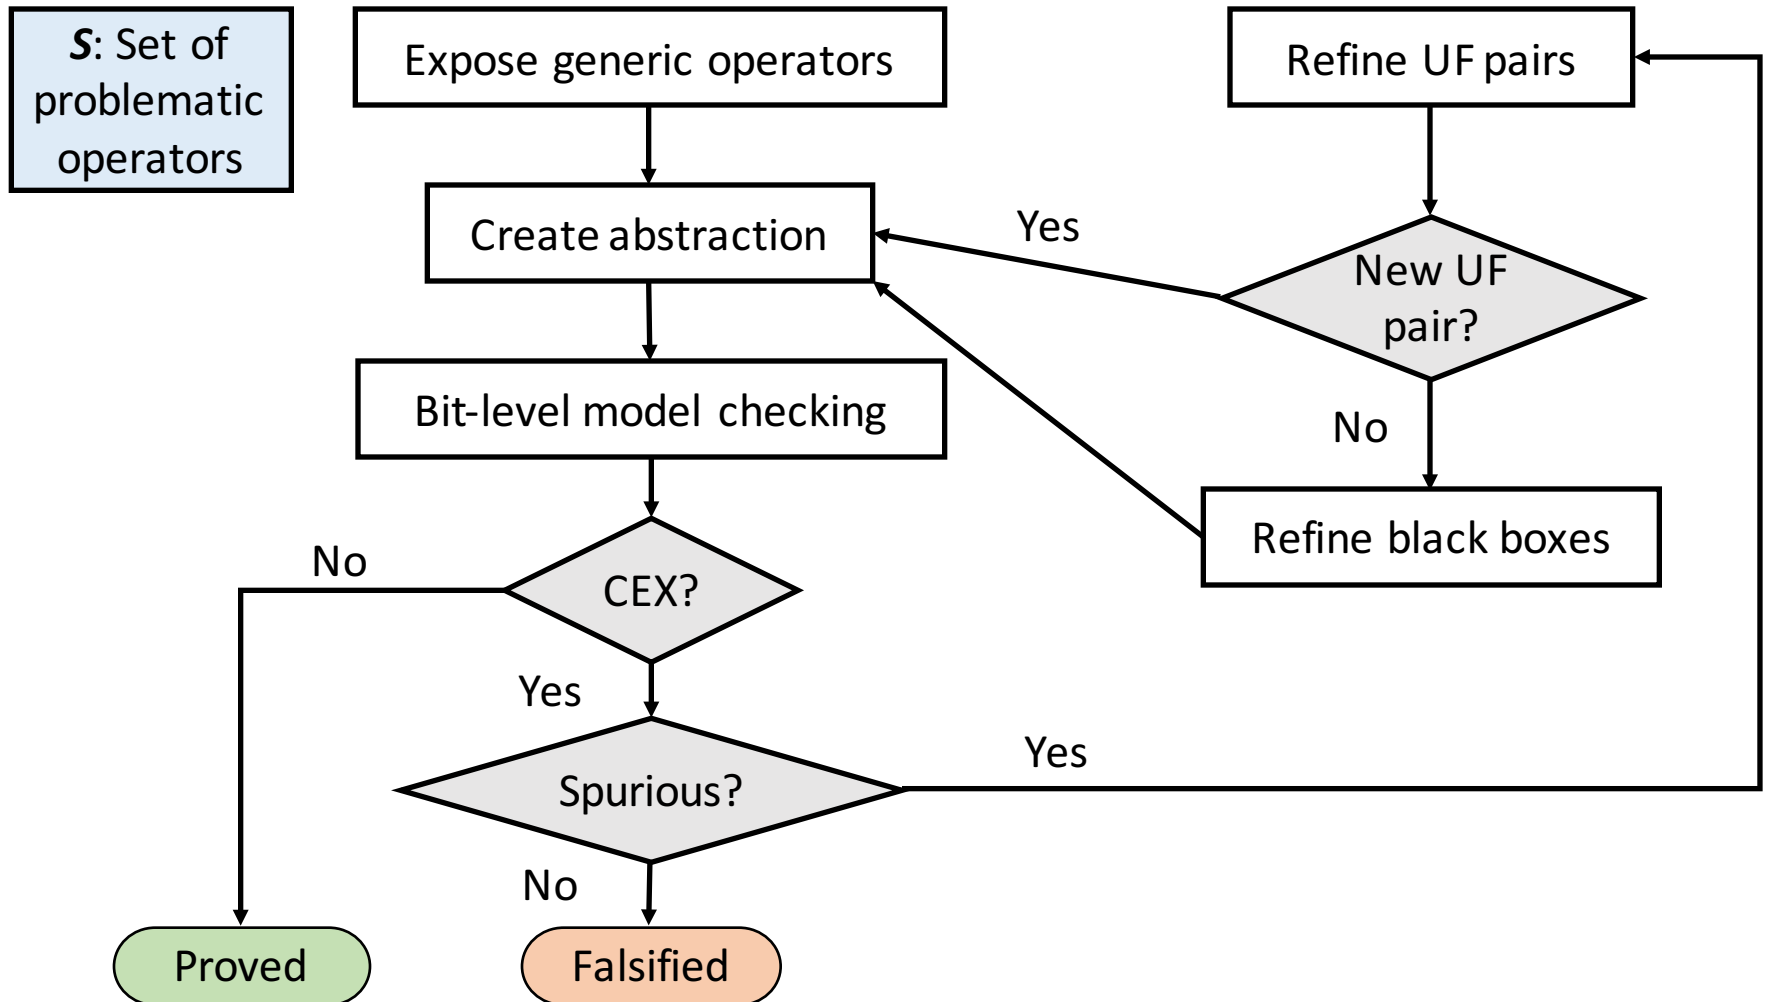 S: Set of
problematic
operators
Expose generic operators
Refine UF pairs
Create abstraction
Yes
New UF
pair?
Bit-level model checking
No
Refine black boxes
No
CEX?
Yes
Spurious?
Yes
No
Proved
Falsified